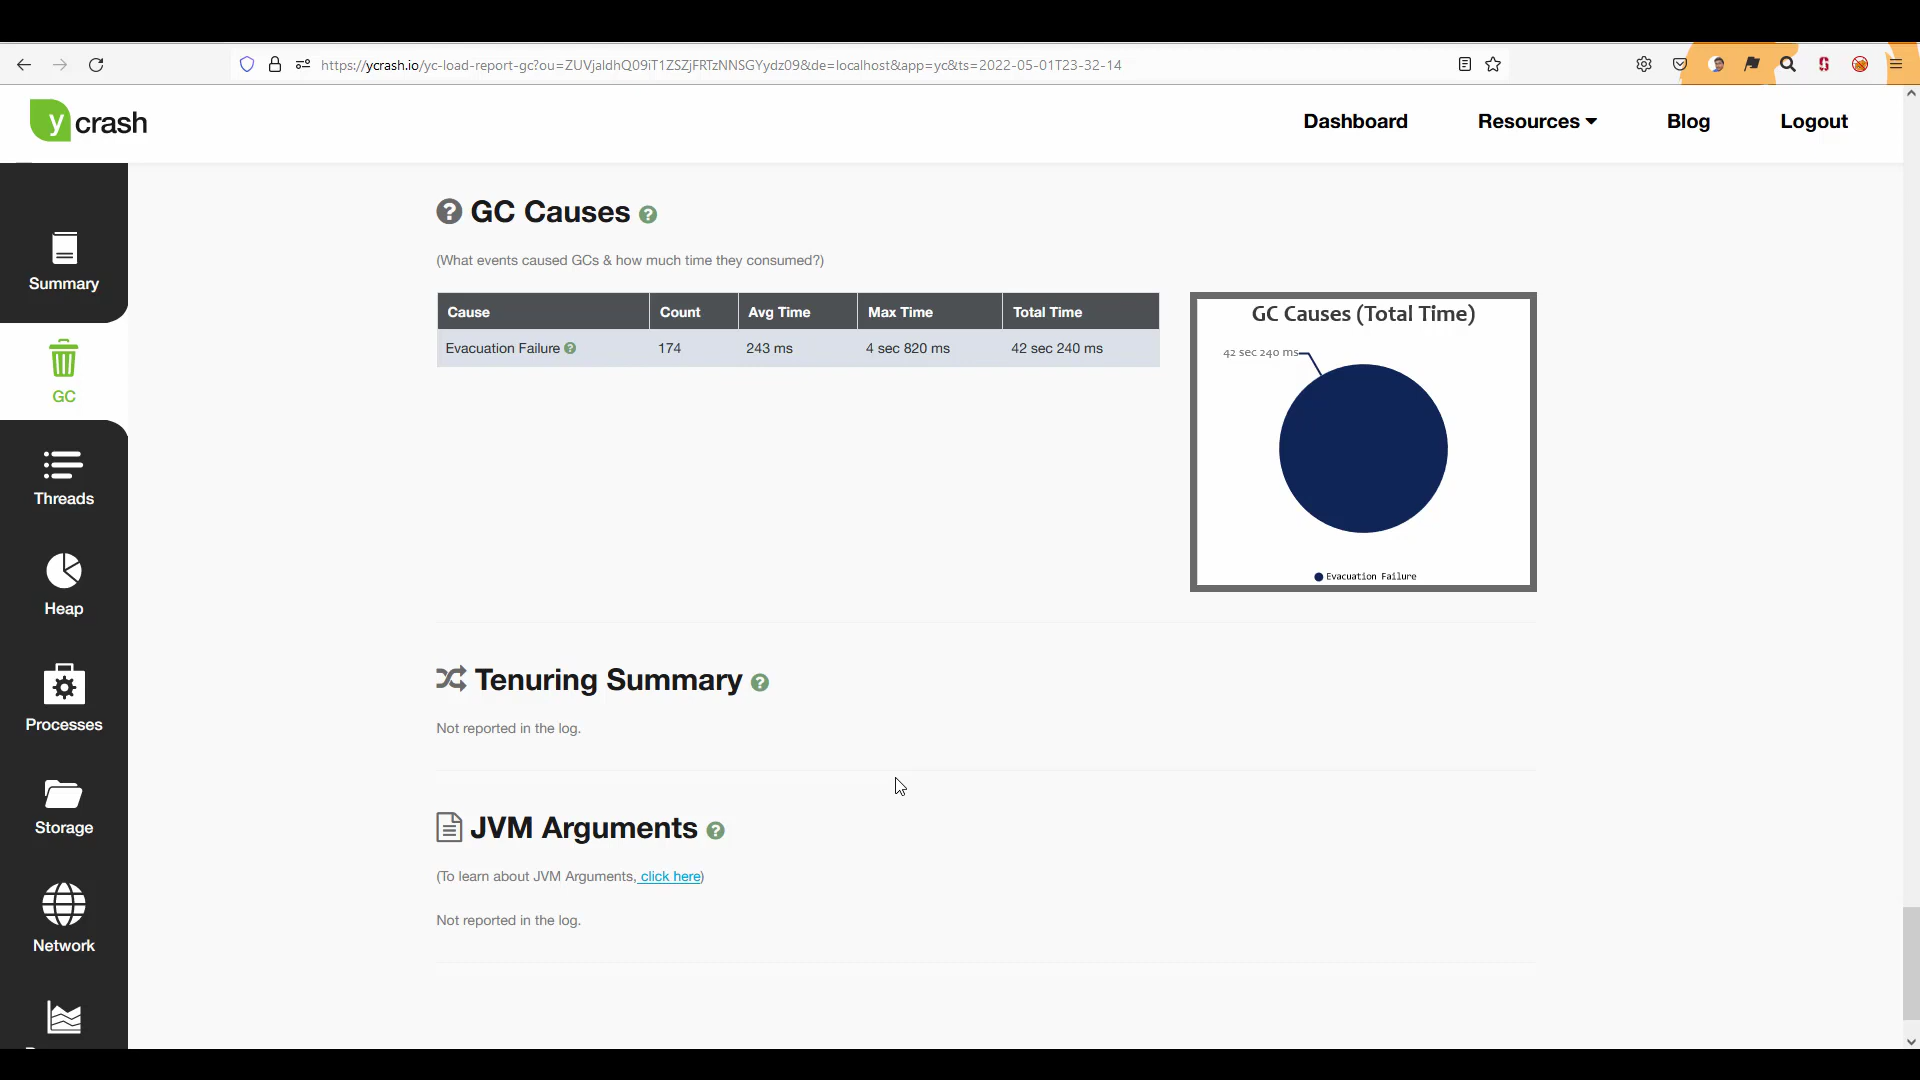 https://ycrash.io/yc-load-report-gc?ou=ZUVjaldhQ09iT1ZSZjFRTzNNSGYydz09&de=localhost&app=yc&ts=2022-05-01T23-32-14
ycrash
Dashboard
Resources
Blog
Logout
Summary
GC
Threads
Heap
Processes
Storage
Network
GC Causes
(What events caused GCs & how much time they consumed?)
Cause Count Avg Time Max Time Total Time
Evacuation Failure 174 243 ms 4 sec 820 ms 42 sec 240 ms
GC Causes (Total Time)
42 sec 240 ms
Evacuation Failure
Tenuring Summary
Not reported in the log.
JVM Arguments
(To learn about JVM Arguments, click here)
Not reported in the log.